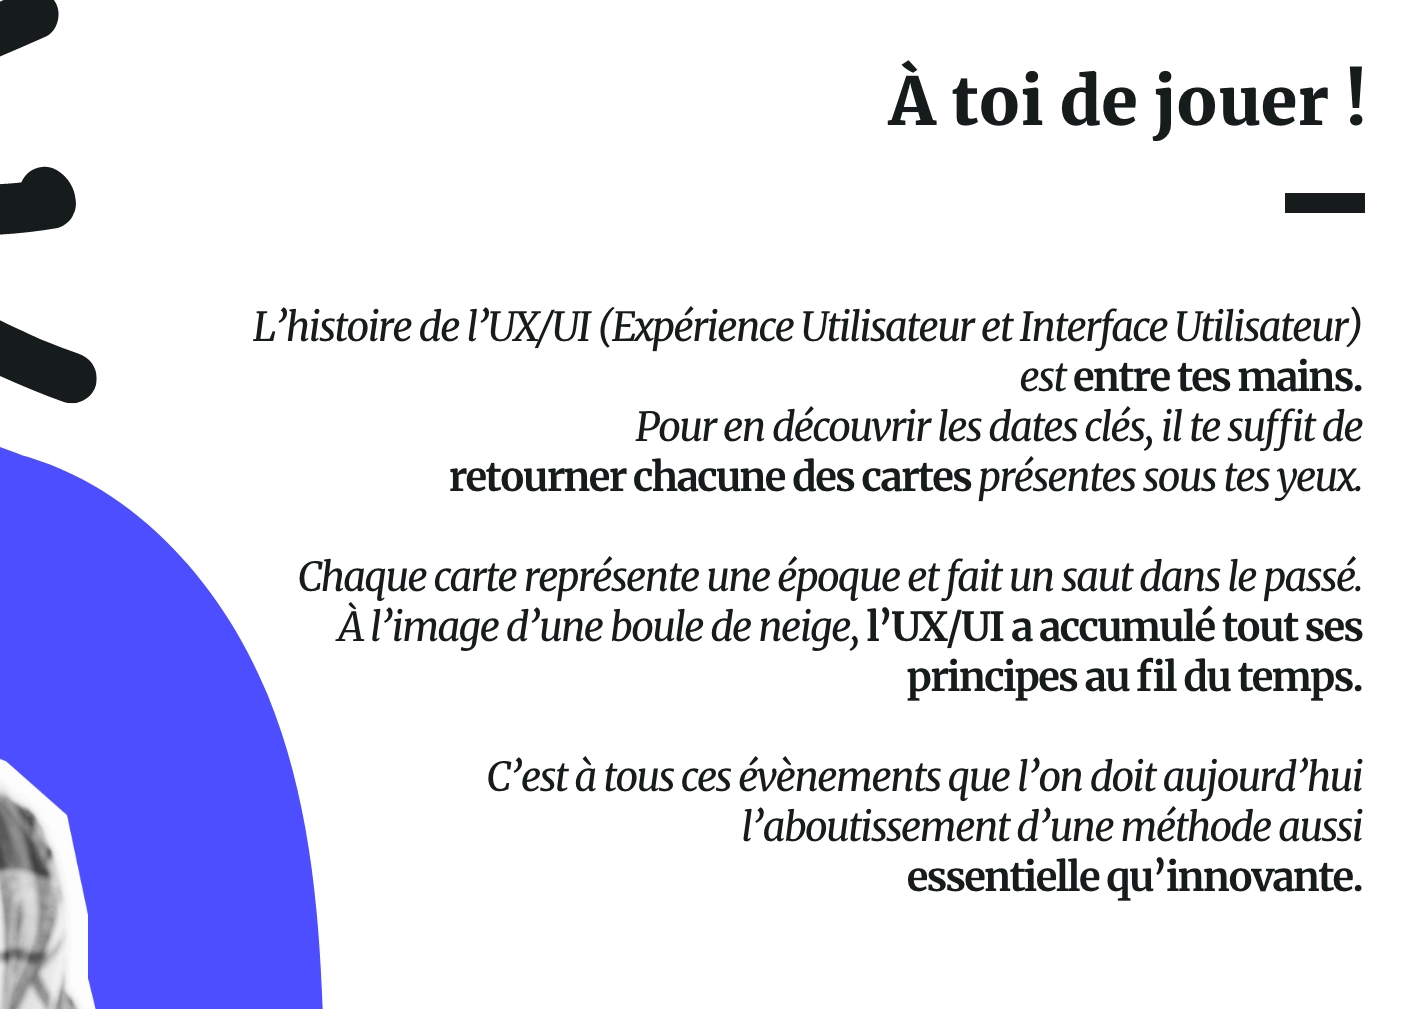 À toi de jouer !
L’histoire de l’UX/UI (Expérience Utilisateur et Interface Utilisateur)
est entre tes mains.
Pour en découvrir les dates clés, il te suffit de
retourner chacune des cartes présentes sous tes yeux.
Chaque carte représente une époque et fait un saut dans le passé.
À l’image d’une boule de neige, l’UX/UI a accumulé tout ses
principes au fil du temps.
C’est à tous ces évènements que l’on doit aujourd’hui
l’aboutissement d’une méthode aussi
essentielle qu’innovante.